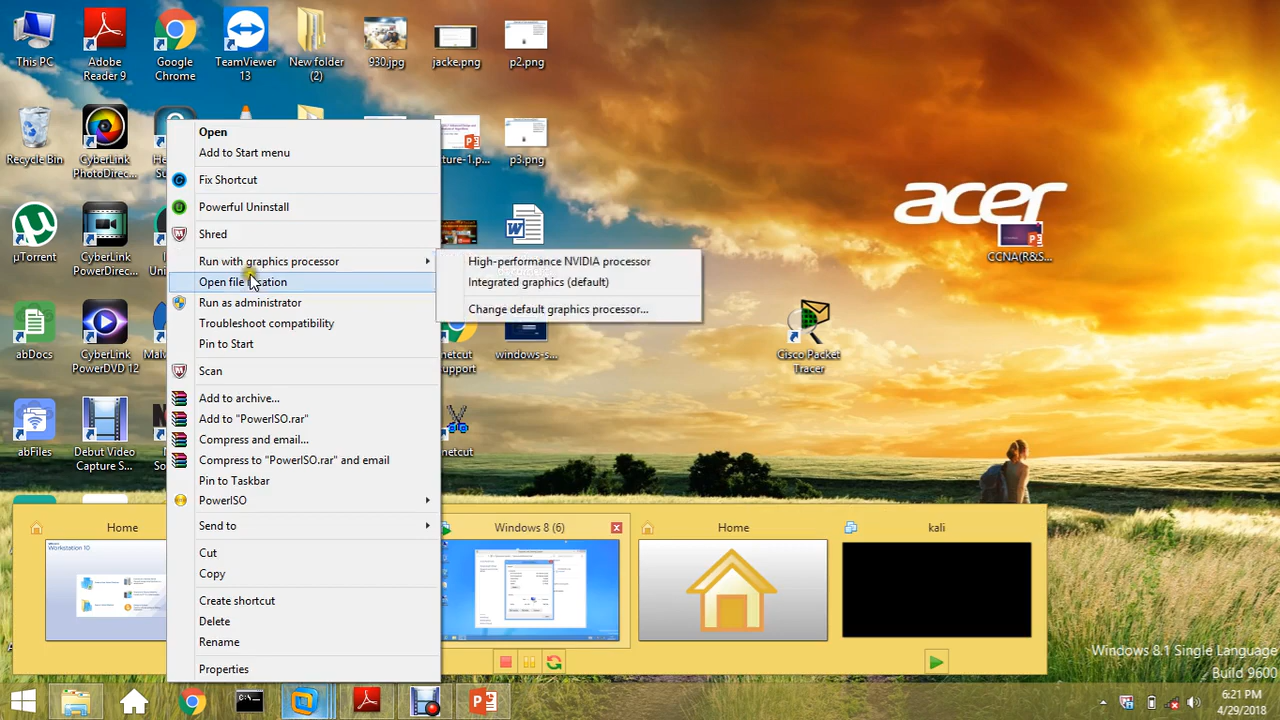 This PC
Adobe
Reader 9
Google
Chrome
TeamViewer
13
New folder
(2)
930.jpg
jacke.png
p2.png
Recycle Bin
CyberLink
PhotoDirec...
ture-1.p...
p3.png
µTorrent
CyberLink
PowerDirec...
abDocs
CyberLink
PowerDVD 12
abFiles
Debut Video
Capture S...
Open
Add to Start menu
Fix Shortcut
Powerful Uninstall
Shred
Run with graphics processor
Open file location
Run as administrator
Troubleshoot compatibility
Pin to Start
Scan
Add to archive...
Add to "PowerISO.rar"
Compress and email...
Compress to "PowerISO.rar" and email
Pin to Taskbar
PowerISO
Send to
Cut
Copy
Create shortcut
Delete
Rename
Properties
High-performance NVIDIA processor
Integrated graphics (default)
Change default graphics processor...
netcut
support
windows-s...
netcut
acer
CCNA(R&S...
Cisco Packet
Tracer
Home
Workstation 10
Windows 8 (6)
Home
kali
Windows 8.1 Single Language
Build 9600
6:21 PM
4/29/2018